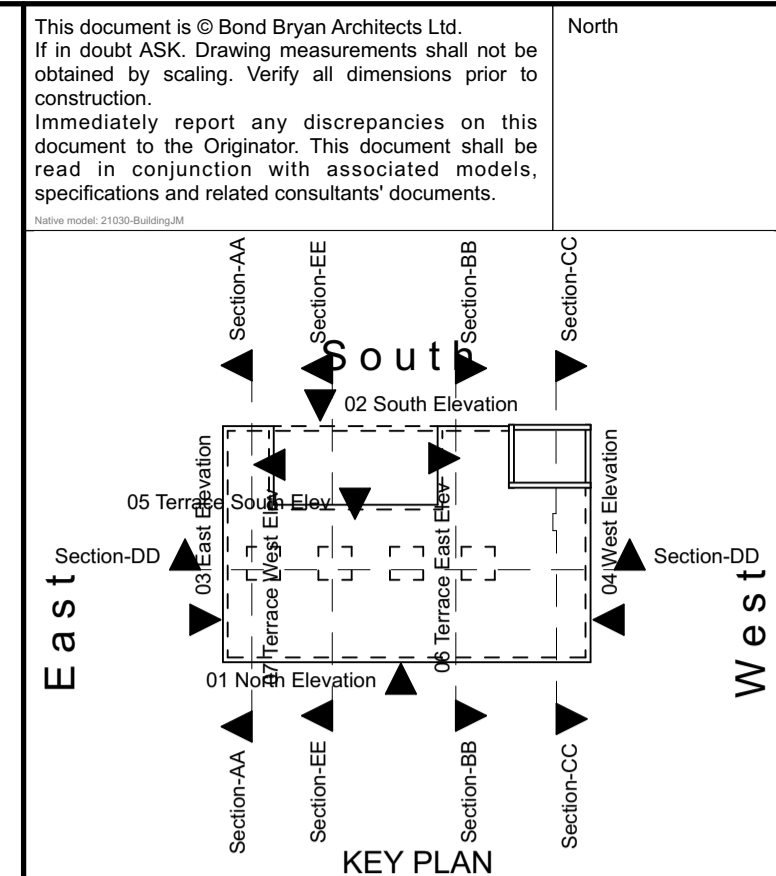 This document is © Bond Bryan Architects Ltd.
If in doubt ASK. Drawing measurements shall not be
obtained by scaling. Verify all dimensions prior to
construction.
Immediately report any discrepancies on this
document to the Originator. This document shall be
read in conjunction with associated models,
specifications and related consultants' documents.
Native model: 21030-BuildingJM
North
Section-AA
Section-EE
Section-BB
Section-CC
South
02 South Elevation
03 East Elevation
05 Terrace South Elev
07 Terrace West Elev
06 Terrace East Elev
04 West Elevation
Section-DD
Section-DD
East
West
01 North Elevation
Section-AA
Section-EE
Section-BB
Section-CC
KEY PLAN